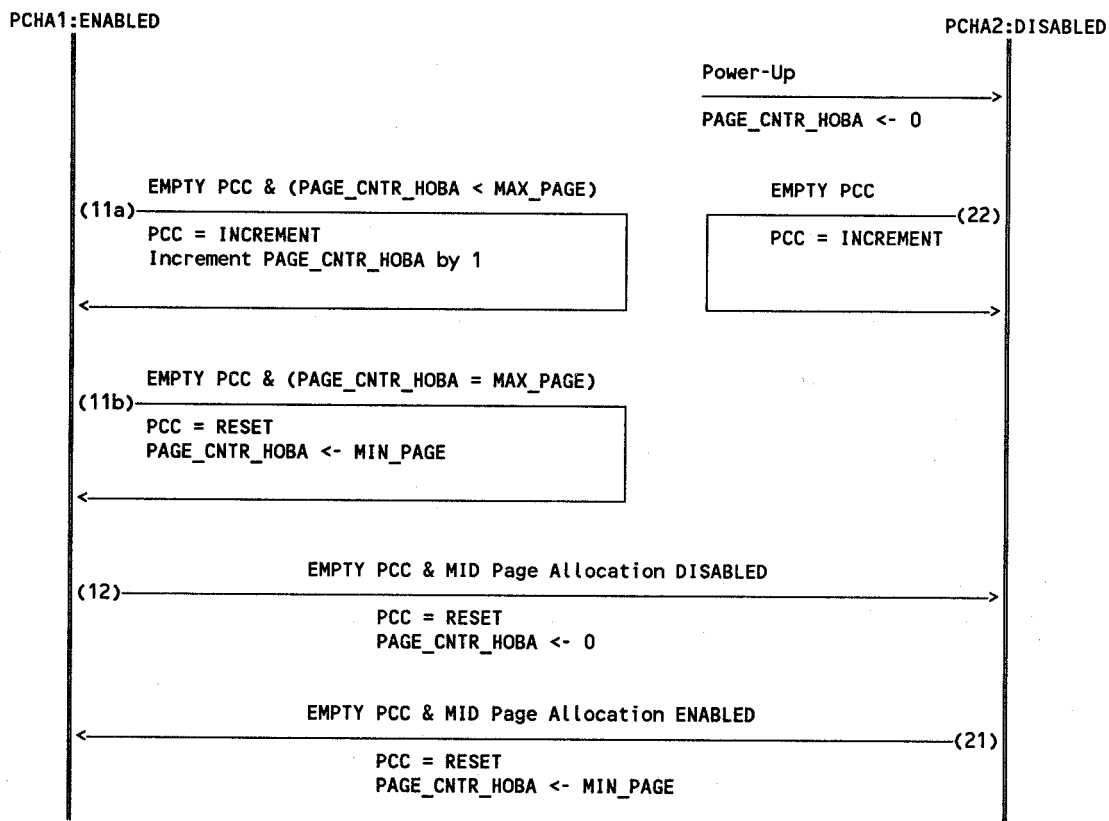 PCHA1:ENABLED
PCHA2:DISABLED
Power-Up
PAGE_CNTR_HOBA <- 0
EMPTY PCC & (PAGE_CNTR_HOBA < MAX_PAGE)
(11a)
PCC = INCREMENT
Increment PAGE_CNTR_HOBA by 1
EMPTY PCC
(22)
PCC = INCREMENT
EMPTY PCC & (PAGE_CNTR_HOBA = MAX_PAGE)
(11b)
PCC = RESET
PAGE_CNTR_HOBA <- MIN_PAGE
EMPTY PCC & MID Page Allocation DISABLED
(12)
PCC = RESET
PAGE_CNTR_HOBA <- 0
EMPTY PCC & MID Page Allocation ENABLED
(21)
PCC = RESET
PAGE_CNTR_HOBA <- MIN_PAGE